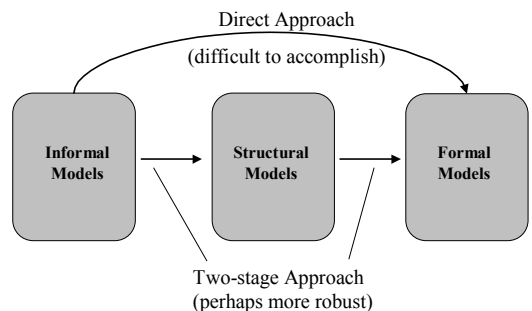 Direct Approach
(difficult to accomplish)
Informal
Models
Structural
Models
Formal
Models
Two-stage Approach
(perhaps more robust)